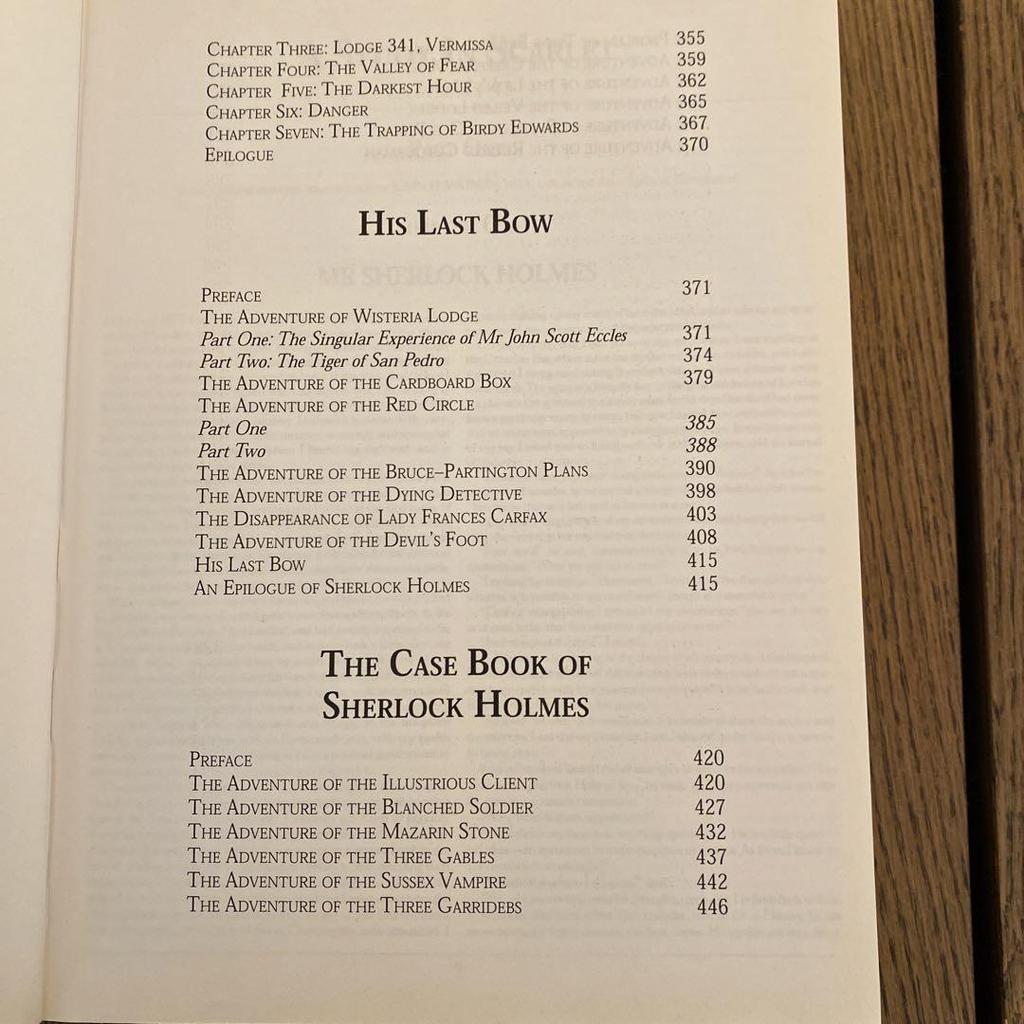 Chapter Three: Lodge 341, Vermissa 355
Chapter Four: The Valley of Fear 359
Chapter Five: The Darkest Hour 362
Chapter Six: Danger 365
Chapter Seven: The Trapping of Birdy Edwards 367
Epilogue 370
His Last Bow
Preface 371
The Adventure of Wisteria Lodge
Part One: The Singular Experience of Mr John Scott Eccles 371
Part Two: The Tiger of San Pedro 374
The Adventure of the Cardboard Box 379
The Adventure of the Red Circle
Part One 385
Part Two 388
The Adventure of the Bruce–Partington Plans 390
The Adventure of the Dying Detective 398
The Disappearance of Lady Frances Carfax 403
The Adventure of the Devil's Foot 408
His Last Bow 415
An Epilogue of Sherlock Holmes 415
The Case Book of
Sherlock Holmes
Preface 420
The Adventure of the Illustrious Client 420
The Adventure of the Blanched Soldier 427
The Adventure of the Mazarin Stone 432
The Adventure of the Three Gables 437
The Adventure of the Sussex Vampire 442
The Adventure of the Three Garridebs 446